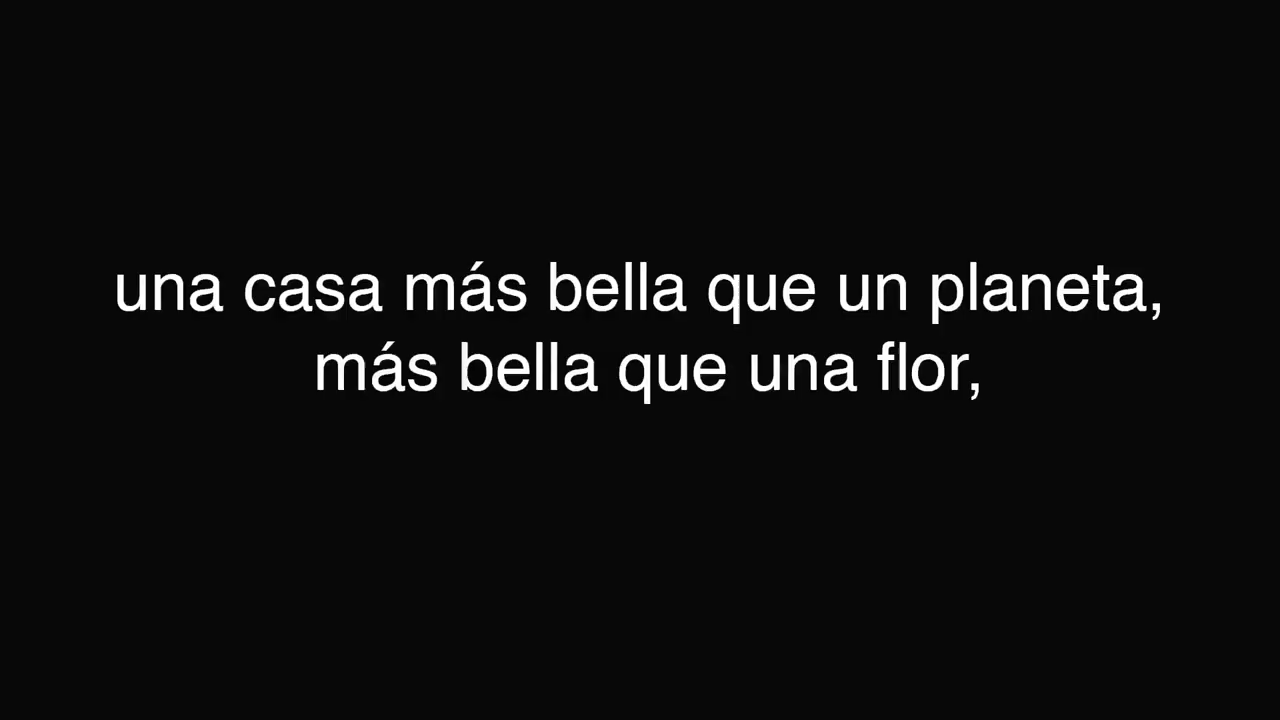 una casa más bella que un planeta,
más bella que una flor,